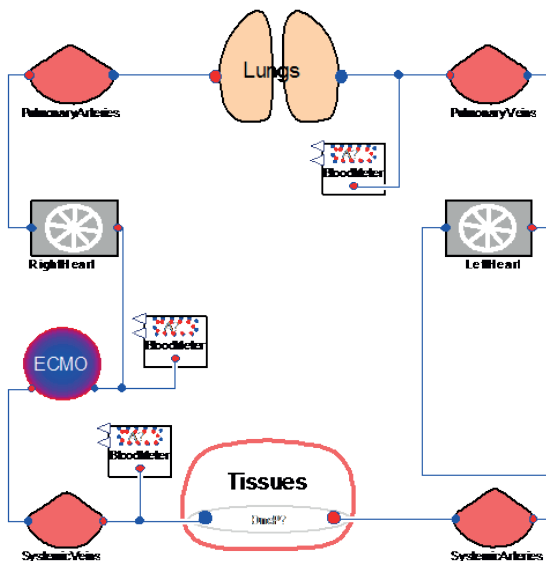 Lungs
PulmonaryArteries
PulmonaryVeins
BloodMeter
RightHeart
LeftHeart
BloodMeter
ECMO
BloodMeter
Tissues
SystemicVeins
SystemicArteries